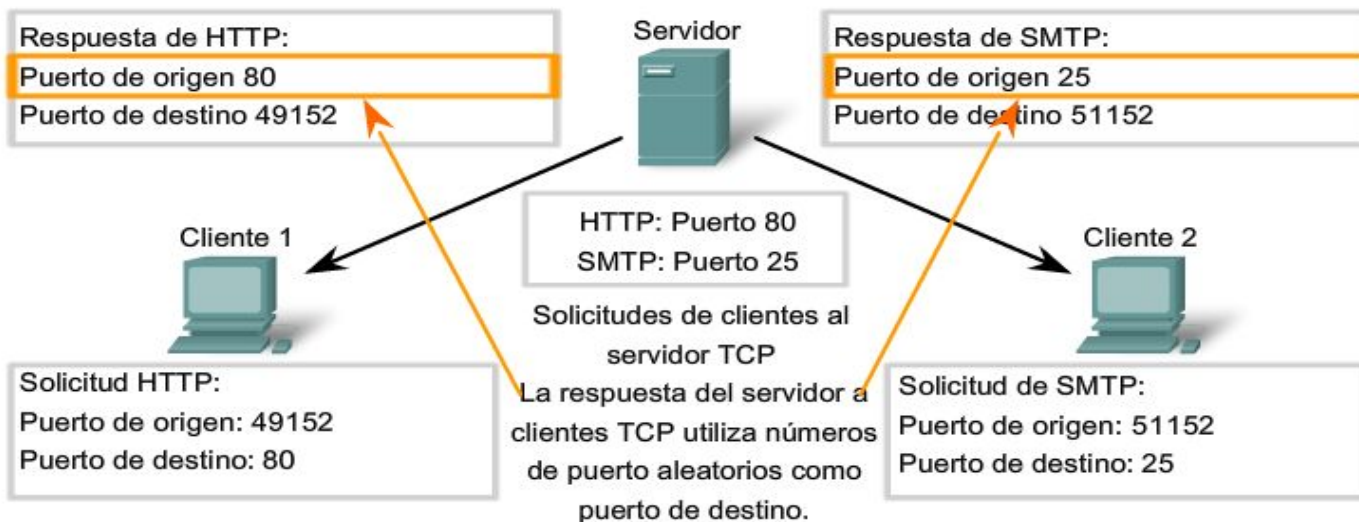 Respuesta de HTTP:
Puerto de origen 80
Puerto de destino 49152
Servidor
Respuesta de SMTP:
Puerto de origen 25
Puerto de destino 51152
HTTP: Puerto 80
SMTP: Puerto 25
Cliente 1
Cliente 2
Solicitud HTTP:
Puerto de origen: 49152
Puerto de destino: 80
Solicitudes de clientes al
servidor TCP
La respuesta del servidor a
clientes TCP utiliza números
de puerto aleatorios como
puerto de destino.
Solicitud de SMTP:
Puerto de origen: 51152
Puerto de destino: 25